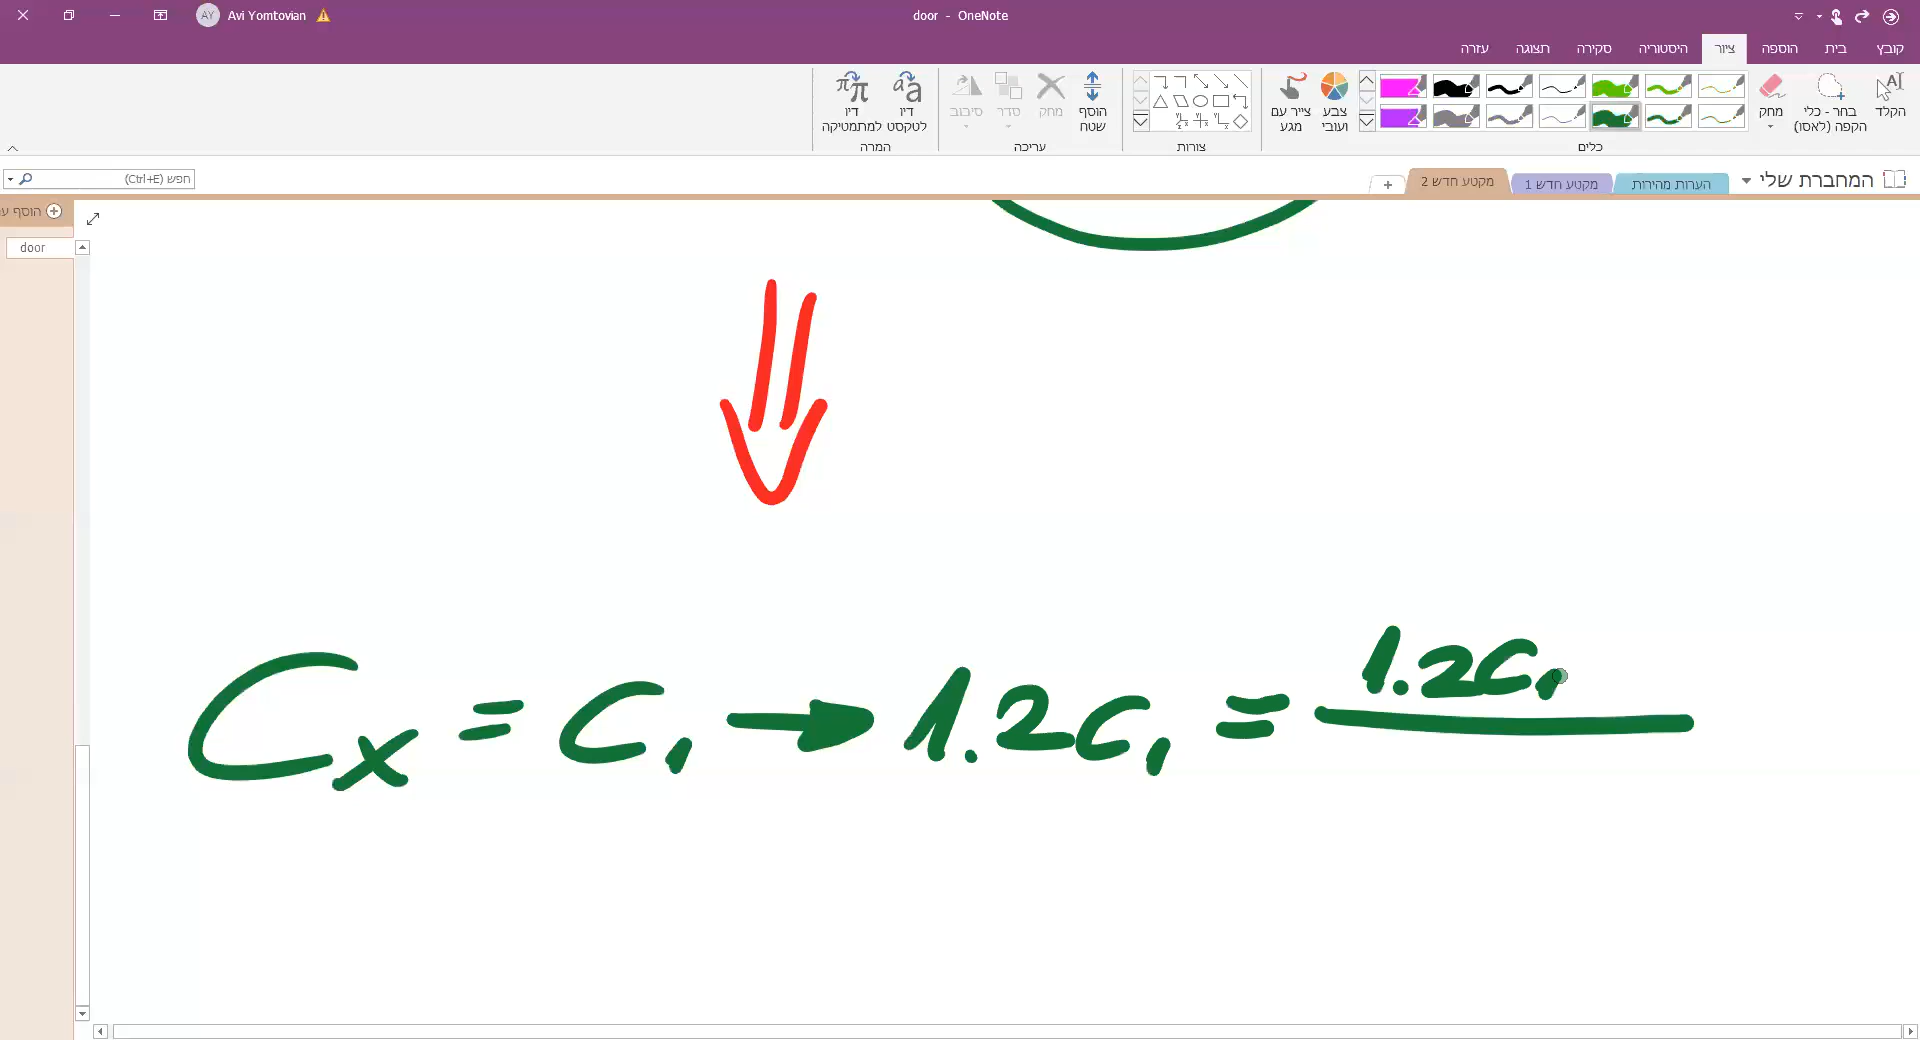 AY Avi Yomtovian door - OneNote
קובץ בית הוספה ציור היסטוריה סקירה תצוגה עזרה
הקלד
בחר - כלי הקפה (לאסו)
מחק
כלים
צבע ועובי
צייר עם מגע
צורות
הוסף שטח
מחק
סדר
סיבוב
עריכה
דיו לטקסט
דיו למתמטיקה
המרה
המחברת שלי
הערות מהירות
מקטע חדש 1
מקטע חדש 2
+
חפש (Ctrl+E)
door
1.2C₁
Cx = C₁ → 1.2C₁ =